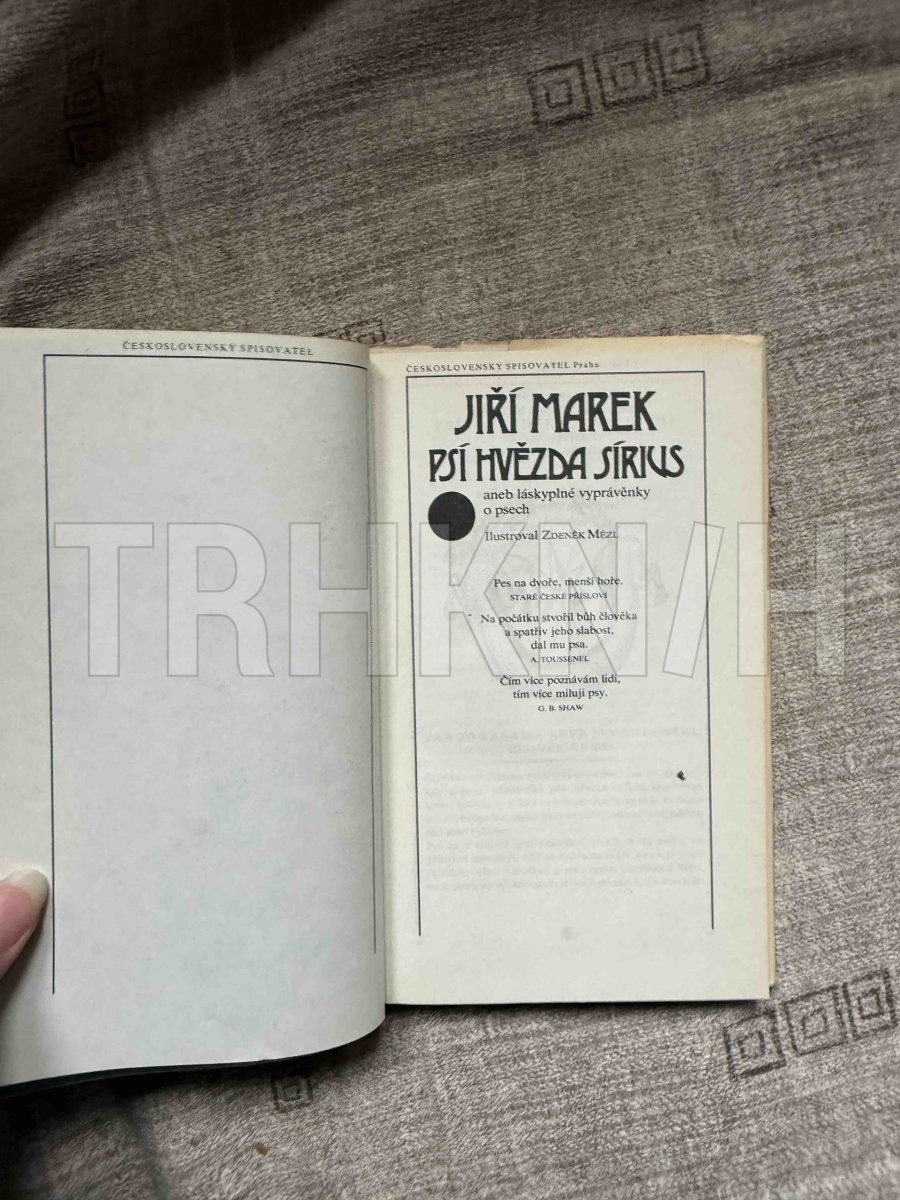 ČESKOSLOVENSKÝ SPISOVATEL
ČESKOSLOVENSKÝ SPISOVATEL Praha
JIŘÍ MAREK
PSÍ HVĚZDA SÍRIUS
aneb láskyplné vyprávěnky
o psech
Ilustroval ZDENĚK MÉZL
Pes na dvoře, menší hoře.
STARÉ ČESKÉ PŘÍSLOVÍ
Na počátku stvořil bůh člověka
a spatřiv jeho slabost,
dal mu psa.
A. TOUSSENEL
Čím více poznávám lidi,
tím více miluji psy.
G. B. SHAW
TRHKNIH